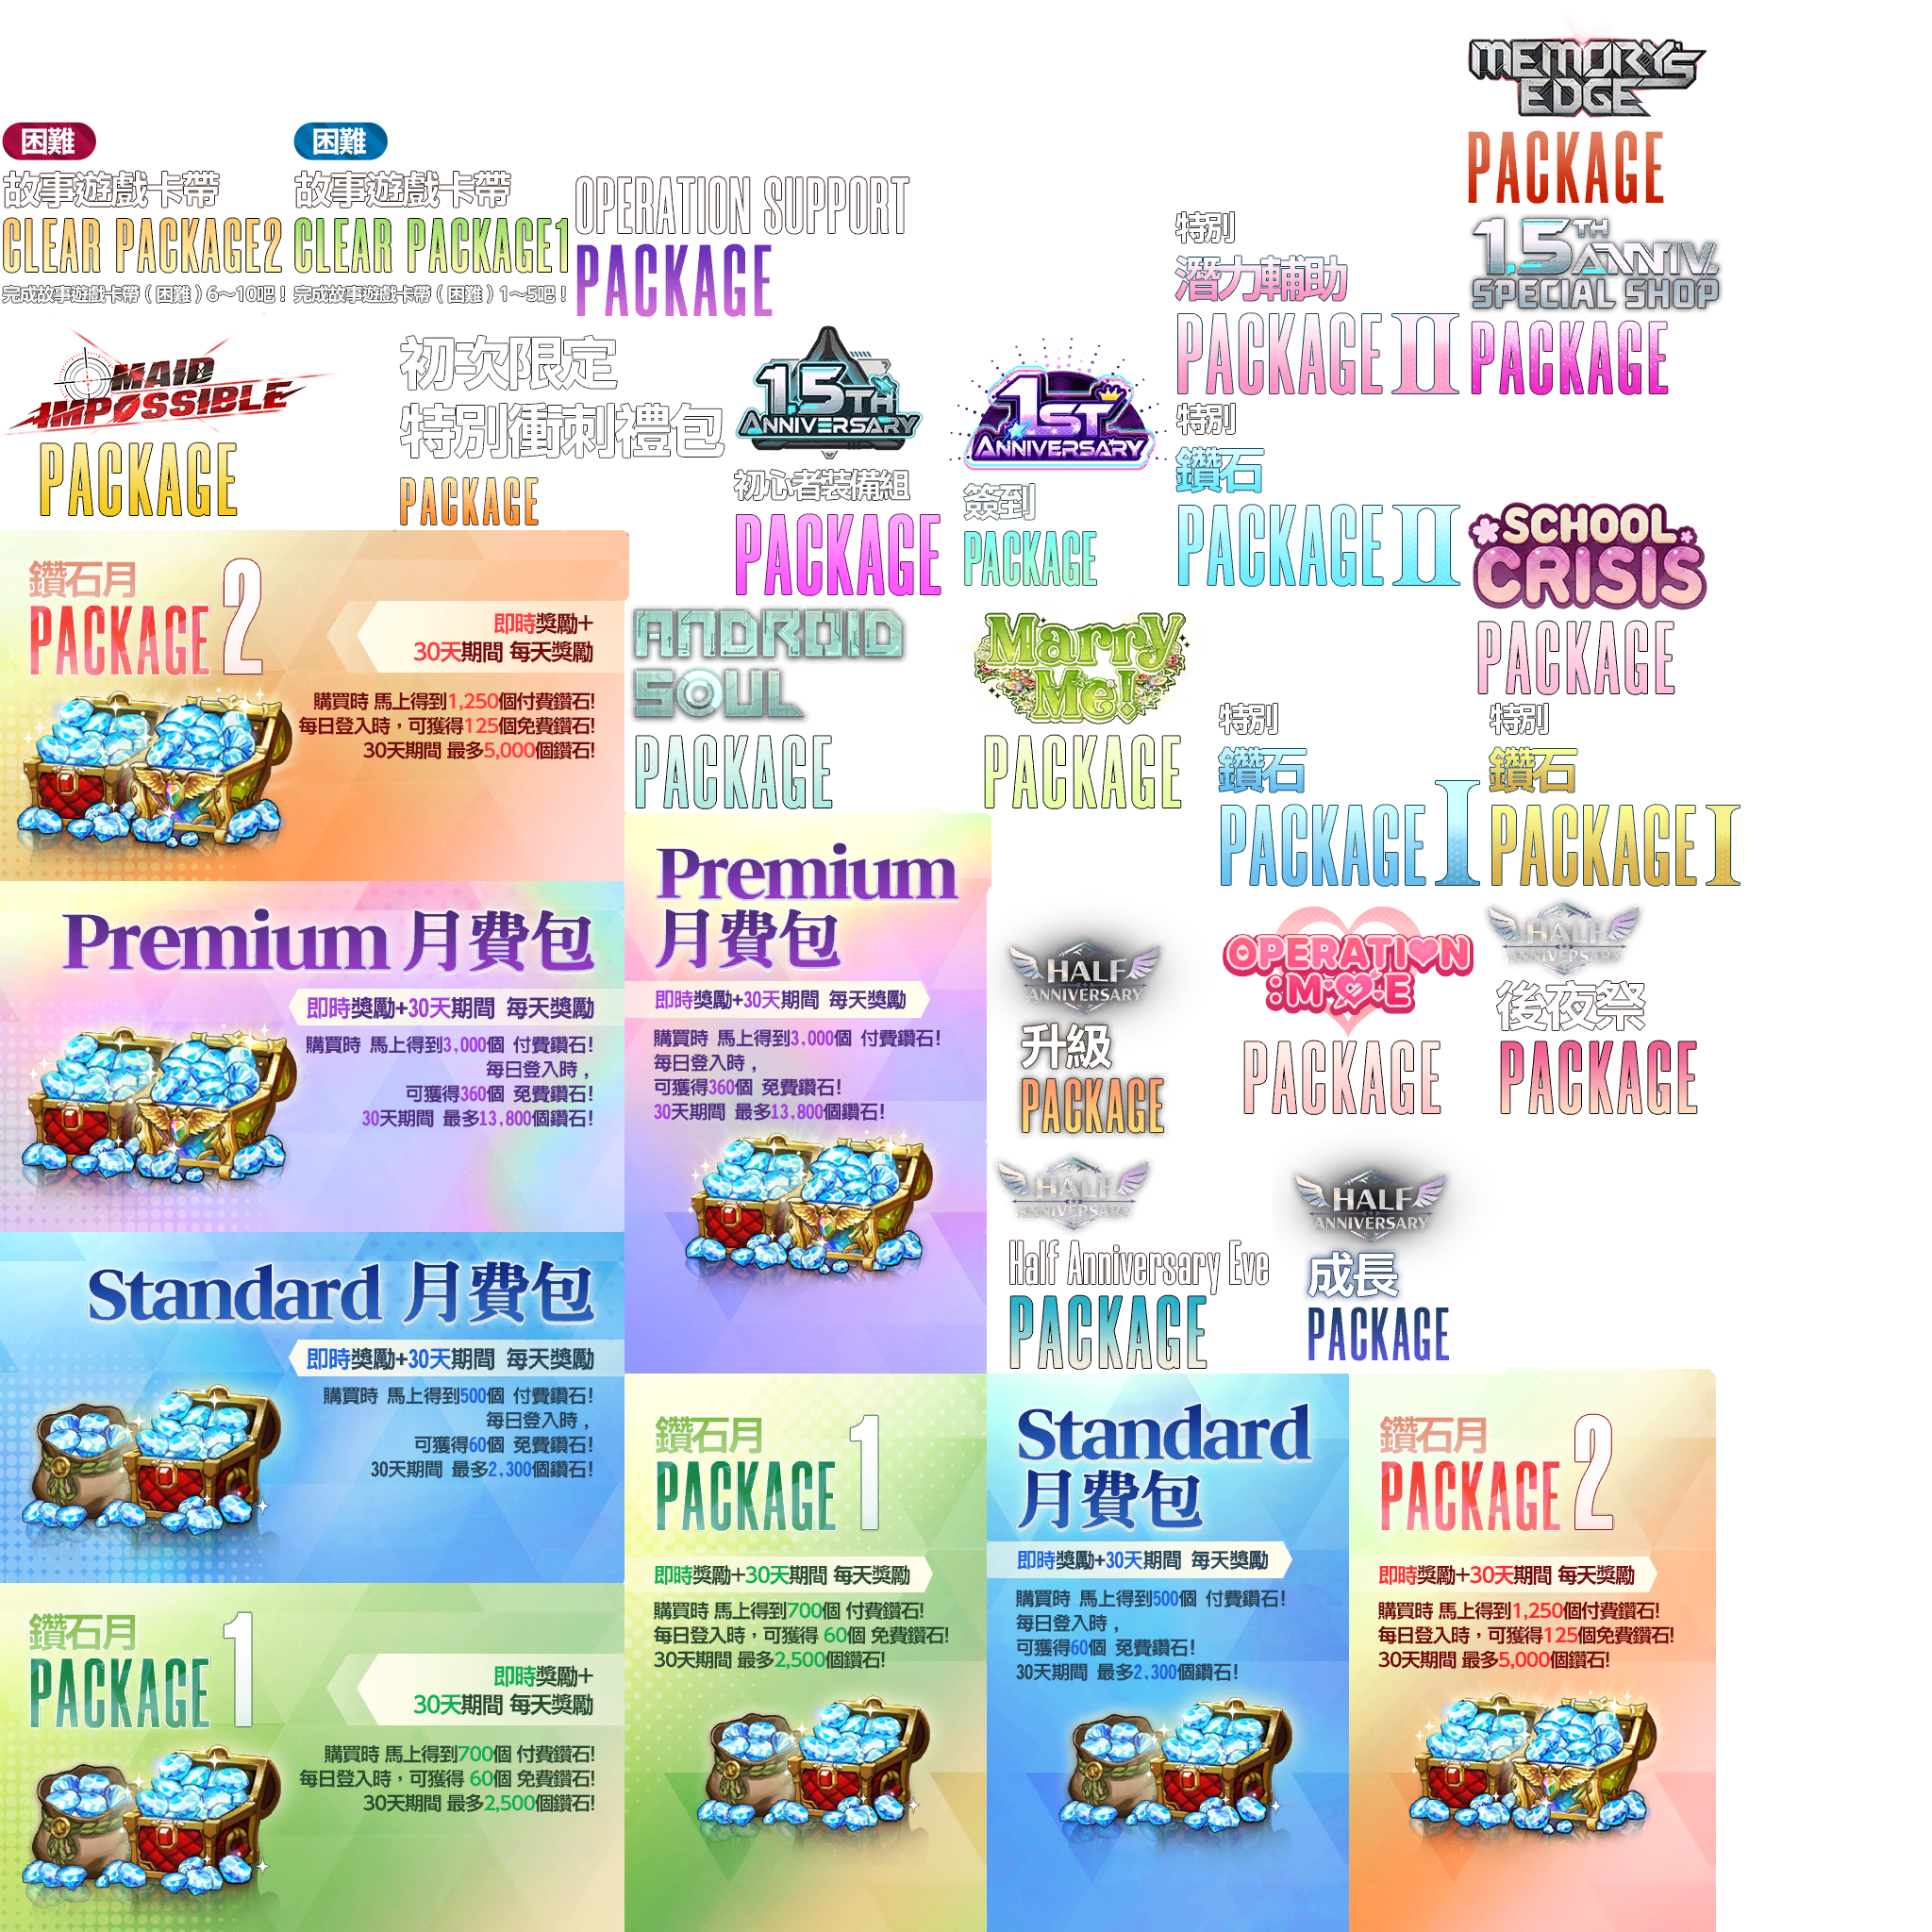 MEMORY'S
EDGE
PACKAGE
困難
故事遊戲卡帶
CLEAR PACKAGE2
完成故事遊戲卡帶(困難)6~10吧!
困難
故事遊戲卡帶
CLEAR PACKAGE1
完成故事遊戲卡帶(困難)1~5吧!
OPERATION SUPPORT
PACKAGE
特別
潛力輔助
PACKAGE II
1.5TH ANNIV.
SPECIAL SHOP
PACKAGE
MAID
IMPOSSIBLE
PACKAGE
初次限定
特別衝刺禮包
PACKAGE
1.5TH
ANNIVERSARY
初心者裝備組
PACKAGE
1ST
ANNIVERSARY
簽到
PACKAGE
特別
鑽石
PACKAGE II
SCHOOL
CRISIS
PACKAGE
鑽石月
PACKAGE 2
即時獎勵+
30天期間 每天獎勵
購買時 馬上得到1,250個付費鑽石!
每日登入時,可獲得125個免費鑽石!
30天期間 最多5,000個鑽石!
ANDROID
SOUL
PACKAGE
Marry
Me!
PACKAGE
特別
鑽石
PACKAGE I
特別
鑽石
PACKAGE I
Premium 月費包
即時獎勵+30天期間 每天獎勵
購買時 馬上得到3,000個 付費鑽石!
每日登入時,
可獲得360個 免費鑽石!
30天期間 最多13,800個鑽石!
Premium
月費包
即時獎勵+30天期間 每天獎勵
購買時 馬上得到3,000個 付費鑽石!
每日登入時,
可獲得360個 免費鑽石!
30天期間 最多13,800個鑽石!
HALF
ANNIVERSARY
升級
PACKAGE
OPERATION
:MOE
PACKAGE
HALF
ANNIVERSARY
後夜祭
PACKAGE
HALF
ANNIVERSARY
Half Anniversary Eve
PACKAGE
HALF
ANNIVERSARY
成長
PACKAGE
Standard 月費包
即時獎勵+30天期間 每天獎勵
購買時 馬上得到500個 付費鑽石!
每日登入時,
可獲得60個 免費鑽石!
30天期間 最多2,300個鑽石!
鑽石月
PACKAGE 1
即時獎勵+
30天期間 每天獎勵
購買時 馬上得到700個 付費鑽石!
每日登入時,可獲得 60個 免費鑽石!
30天期間 最多2,500個鑽石!
鑽石月
PACKAGE 1
即時獎勵+30天期間 每天獎勵
購買時 馬上得到700個 付費鑽石!
每日登入時,可獲得 60個 免費鑽石!
30天期間 最多2,500個鑽石!
Standard
月費包
即時獎勵+30天期間 每天獎勵
購買時 馬上得到500個 付費鑽石!
每日登入時,
可獲得60個 免費鑽石!
30天期間 最多2,300個鑽石!
鑽石月
PACKAGE 2
即時獎勵+30天期間 每天獎勵
購買時 馬上得到1,250個付費鑽石!
每日登入時,可獲得125個免費鑽石!
30天期間 最多5,000個鑽石!